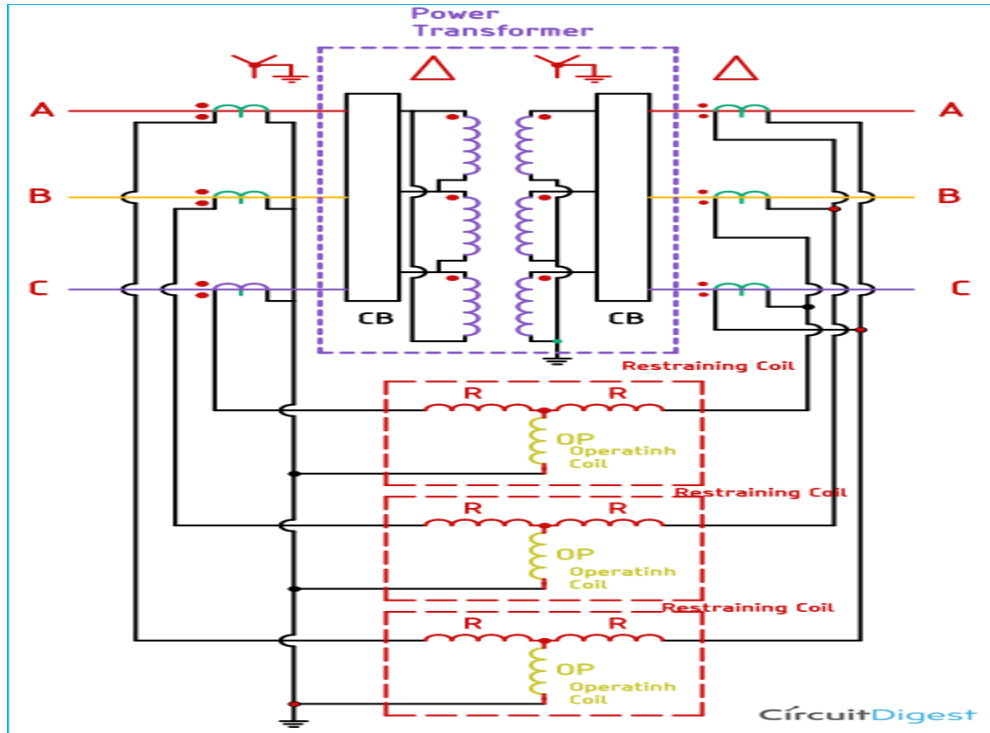 Power
Transformer
A
A
B
B
C
C
CB
CB
Restraining Coil
R
R
OP
Operatinh
Coil
Restraining Coil
R
R
OP
Operatinh
Coil
Restraining Coil
R
R
OP
Operatinh
Coil
CírcuitDigest